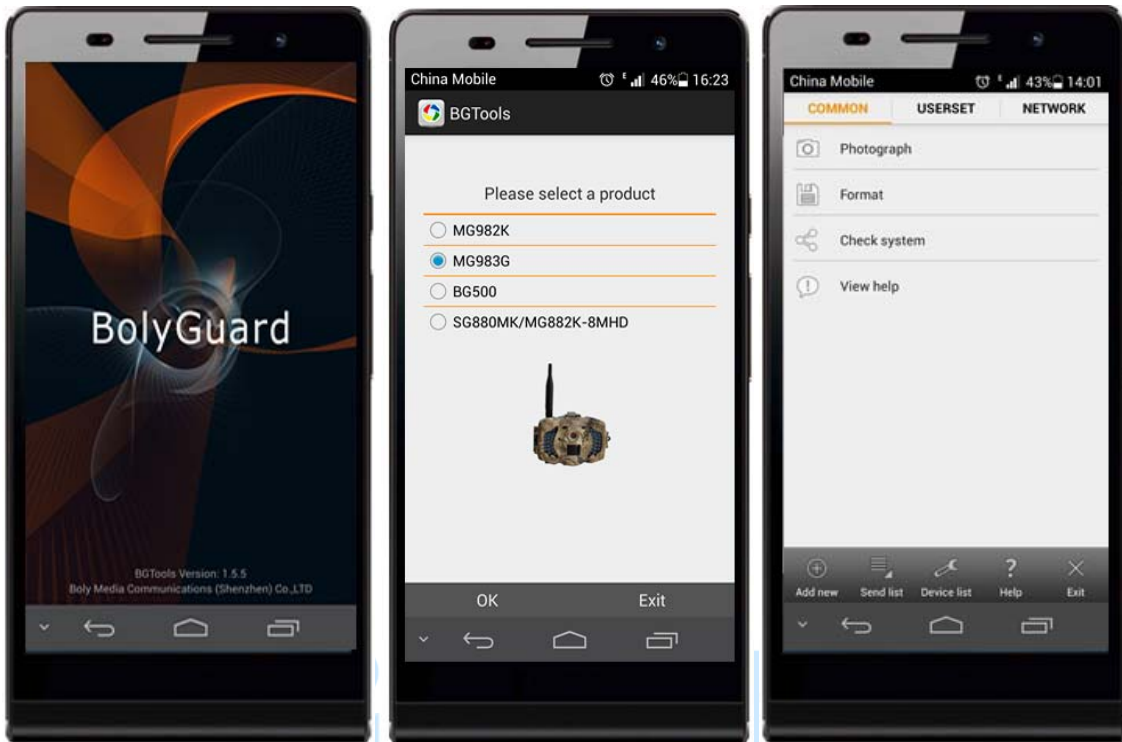 BolyGuard
BGTools Version: 1.5.5
Boly Media Communications (Shenzhen) Co.,LTD
China Mobile E 46% 16:23
BGTools
Please select a product
MG982K
MG983G
BG500
SG880MK/MG882K-8MHD
OK Exit
China Mobile E 43% 14:01
COMMON USERSET NETWORK
Photograph
Format
Check system
View help
Add new Send list Device list Help Exit